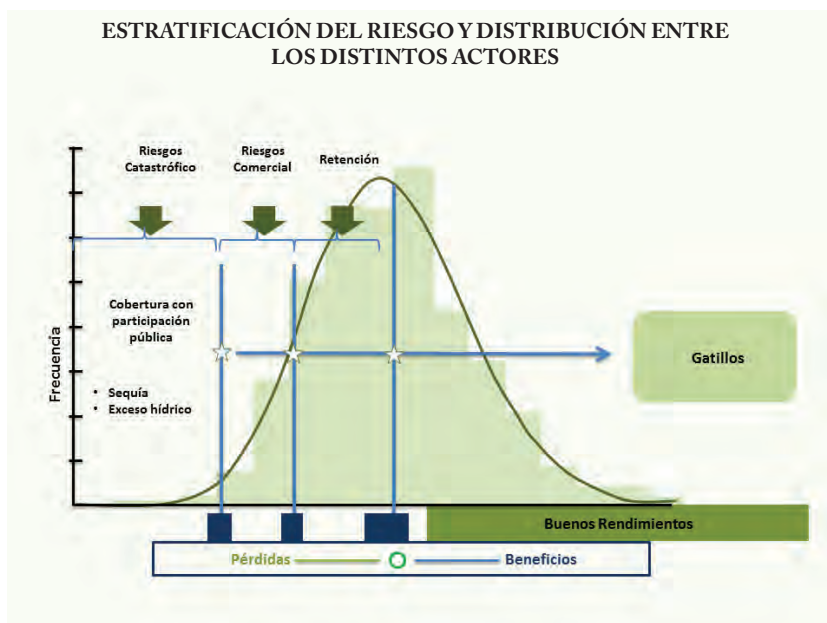 ESTRATIFICACIÓN DEL RIESGO Y DISTRIBUCIÓN ENTRE
LOS DISTINTOS ACTORES
Riesgos
Catastrófico
Riesgos
Comercial
Retención
Cobertura con
participación
pública
• Sequía
• Exceso hídrico
Frecuencia
Gatillos
Buenos Rendimientos
Pérdidas
Beneficios